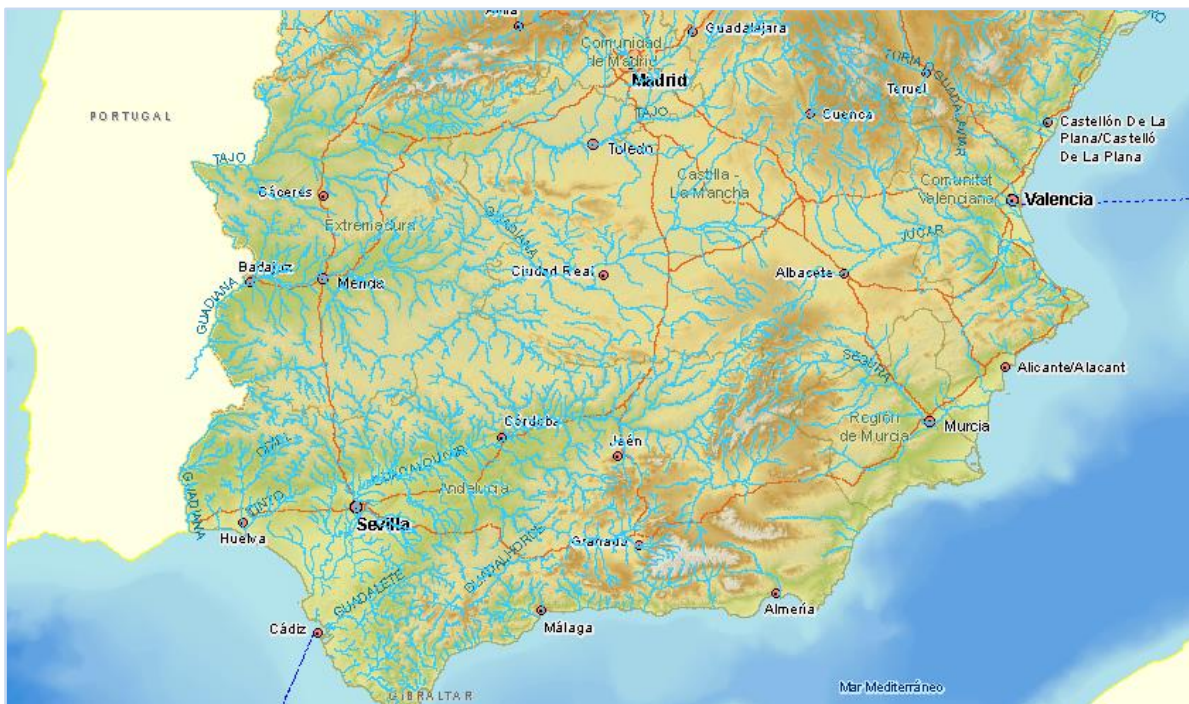 Ávila
Guadalajara
Comunidad
de Madrid
Madrid
TURIA O GUADALAVIAR
Teruel
PORTUGAL
TAJO
Cuenca
Castellón De La
Plana/Castelló
De La Plana
Toledo
TAJO
Castilla -
La Mancha
Comunitat
Valenciana
Valencia
Cáceres
Extremadura
GUADIANA
JUCAR
Badajoz
Mérida
Ciudad Real
Albacete
GUADIANA
SEGURA
Alicante/Alacant
Córdoba
Jaén
Región
de Murcia
Murcia
ODIEL
GUADALQUIVIR
GUADIANA
TINTO
Andalucía
Sevilla
Huelva
GUADALHORCE
Granada
GUADALETE
Almería
Cádiz
Málaga
GIBRALTAR
Mar Mediterráneo